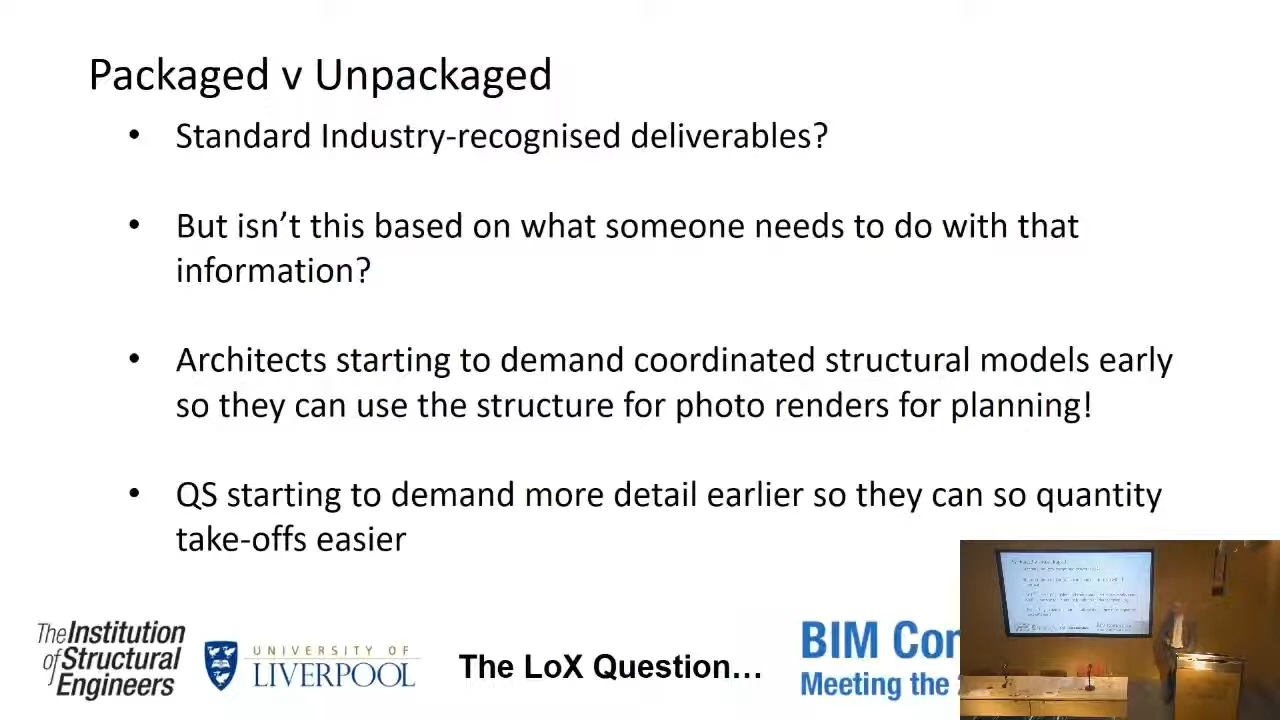 Packaged v Unpackaged
• Standard Industry-recognised deliverables?
• But isn’t this based on what someone needs to do with that
information?
• Architects starting to demand coordinated structural models early
so they can use the structure for photo renders for planning!
• QS starting to demand more detail earlier so they can so quantity
take-offs easier
The Institution
of Structural
Engineers
UNIVERSITY OF
LIVERPOOL
The LoX Question…
BIM Con
Meeting the